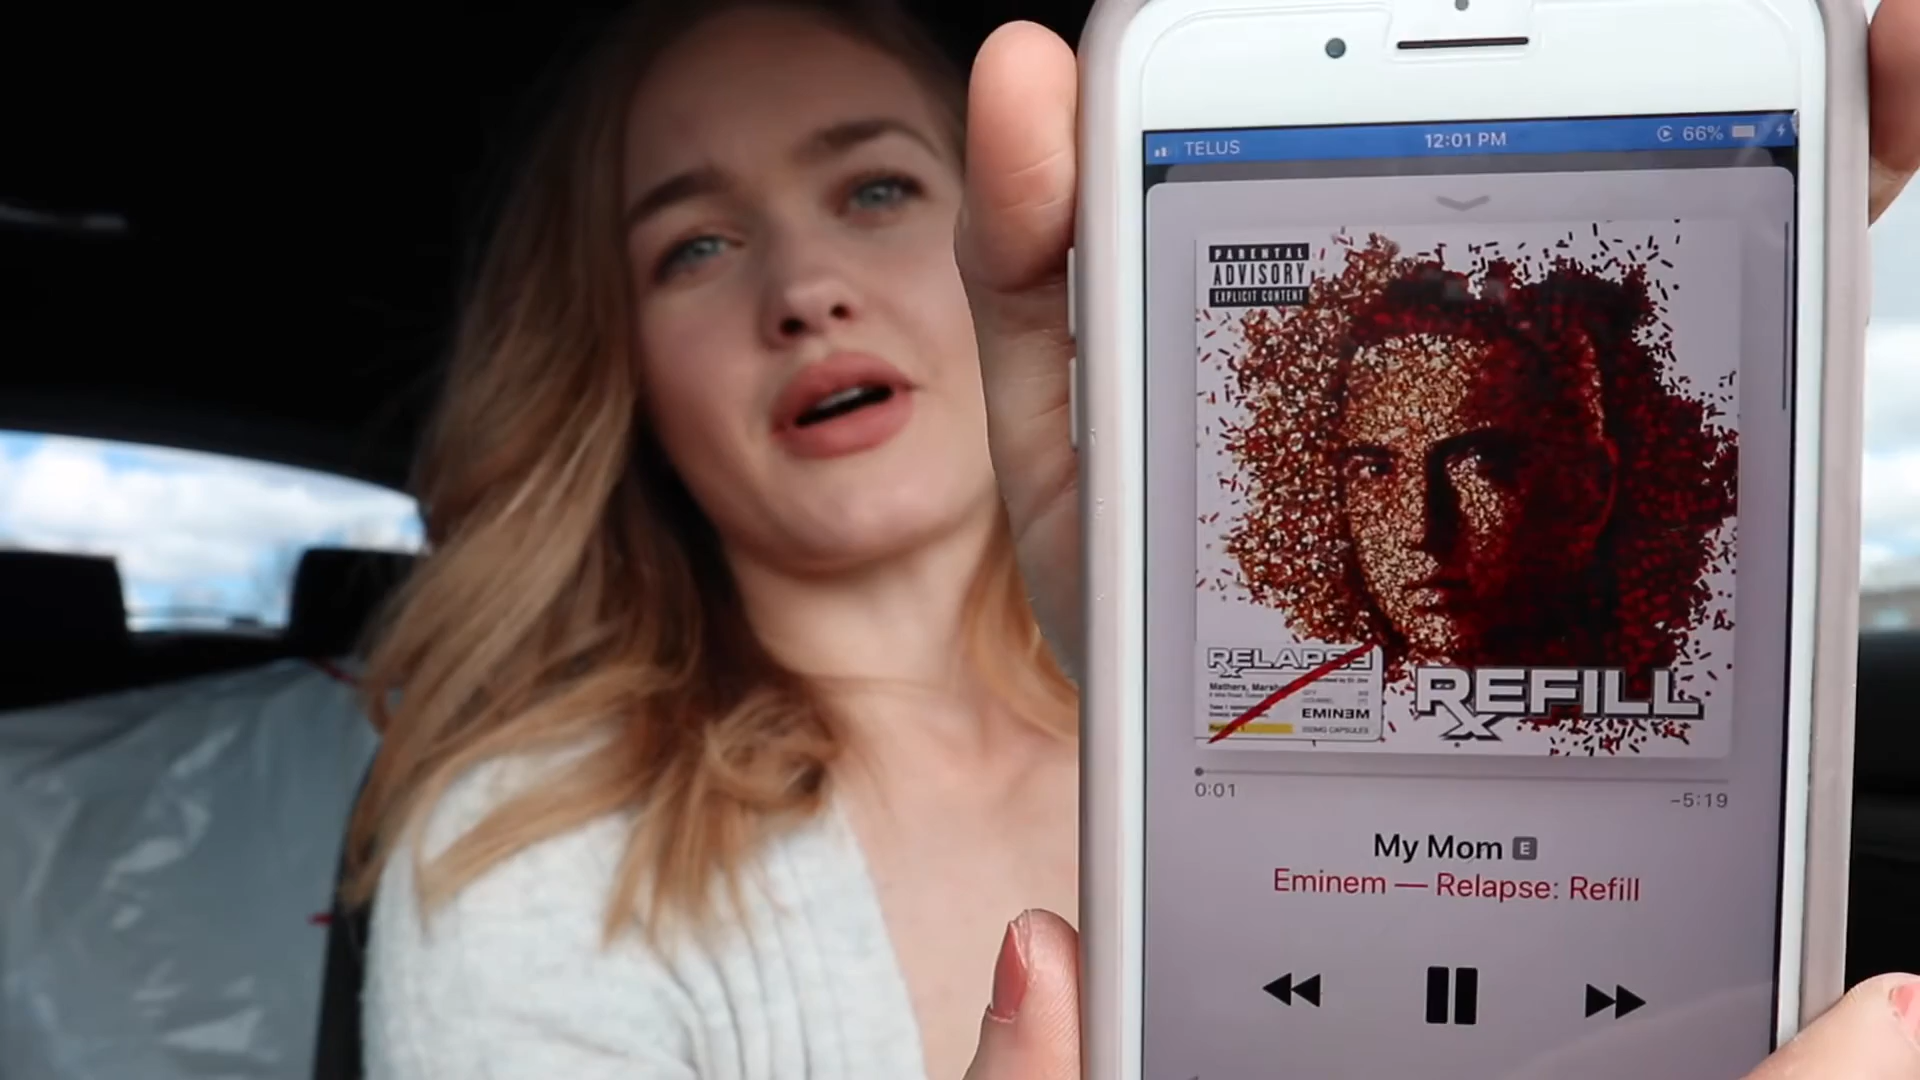 TELUS 12:01 PM 66%
PARENTAL
ADVISORY
EXPLICIT CONTENT
RELAPSE
EMINƎM
REFILL
0:01 -5:19
My Mom E
Eminem — Relapse: Refill